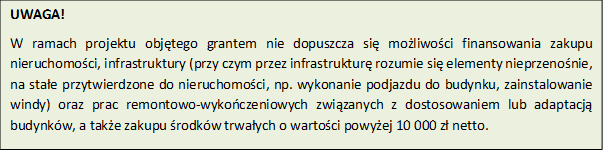 UWAGA!
W ramach projektu objętego grantem nie dopuszcza się możliwości finansowania zakupu
nieruchomości, infrastruktury (przy czym przez infrastrukturę rozumie się elementy nieprzenośnie,
na stałe przytwierdzone do nieruchomości, np. wykonanie podjazdu do budynku, zainstalowanie
windy) oraz prac remontowo-wykończeniowych związanych z dostosowaniem lub adaptacją
budynków, a także zakupu środków trwałych o wartości powyżej 10 000 zł netto.